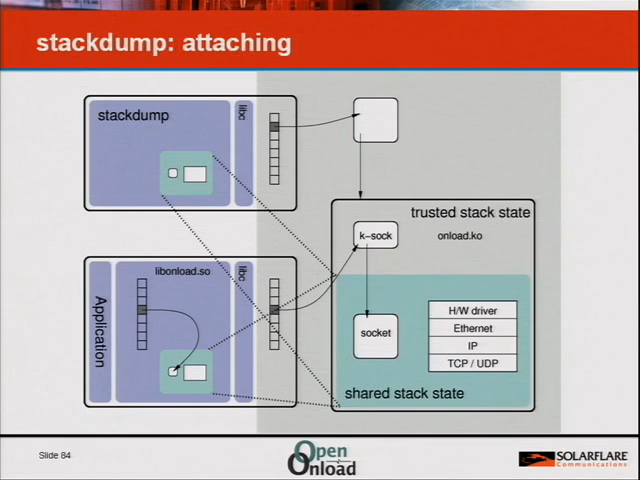 stackdump: attaching
stackdump
libc
trusted stack state
k-sock
onload.ko
libonload.so
libc
Application
socket
H/W driver
Ethernet
IP
TCP / UDP
shared stack state
Slide 84
Open
Onload
SOLARFLARE
Communications